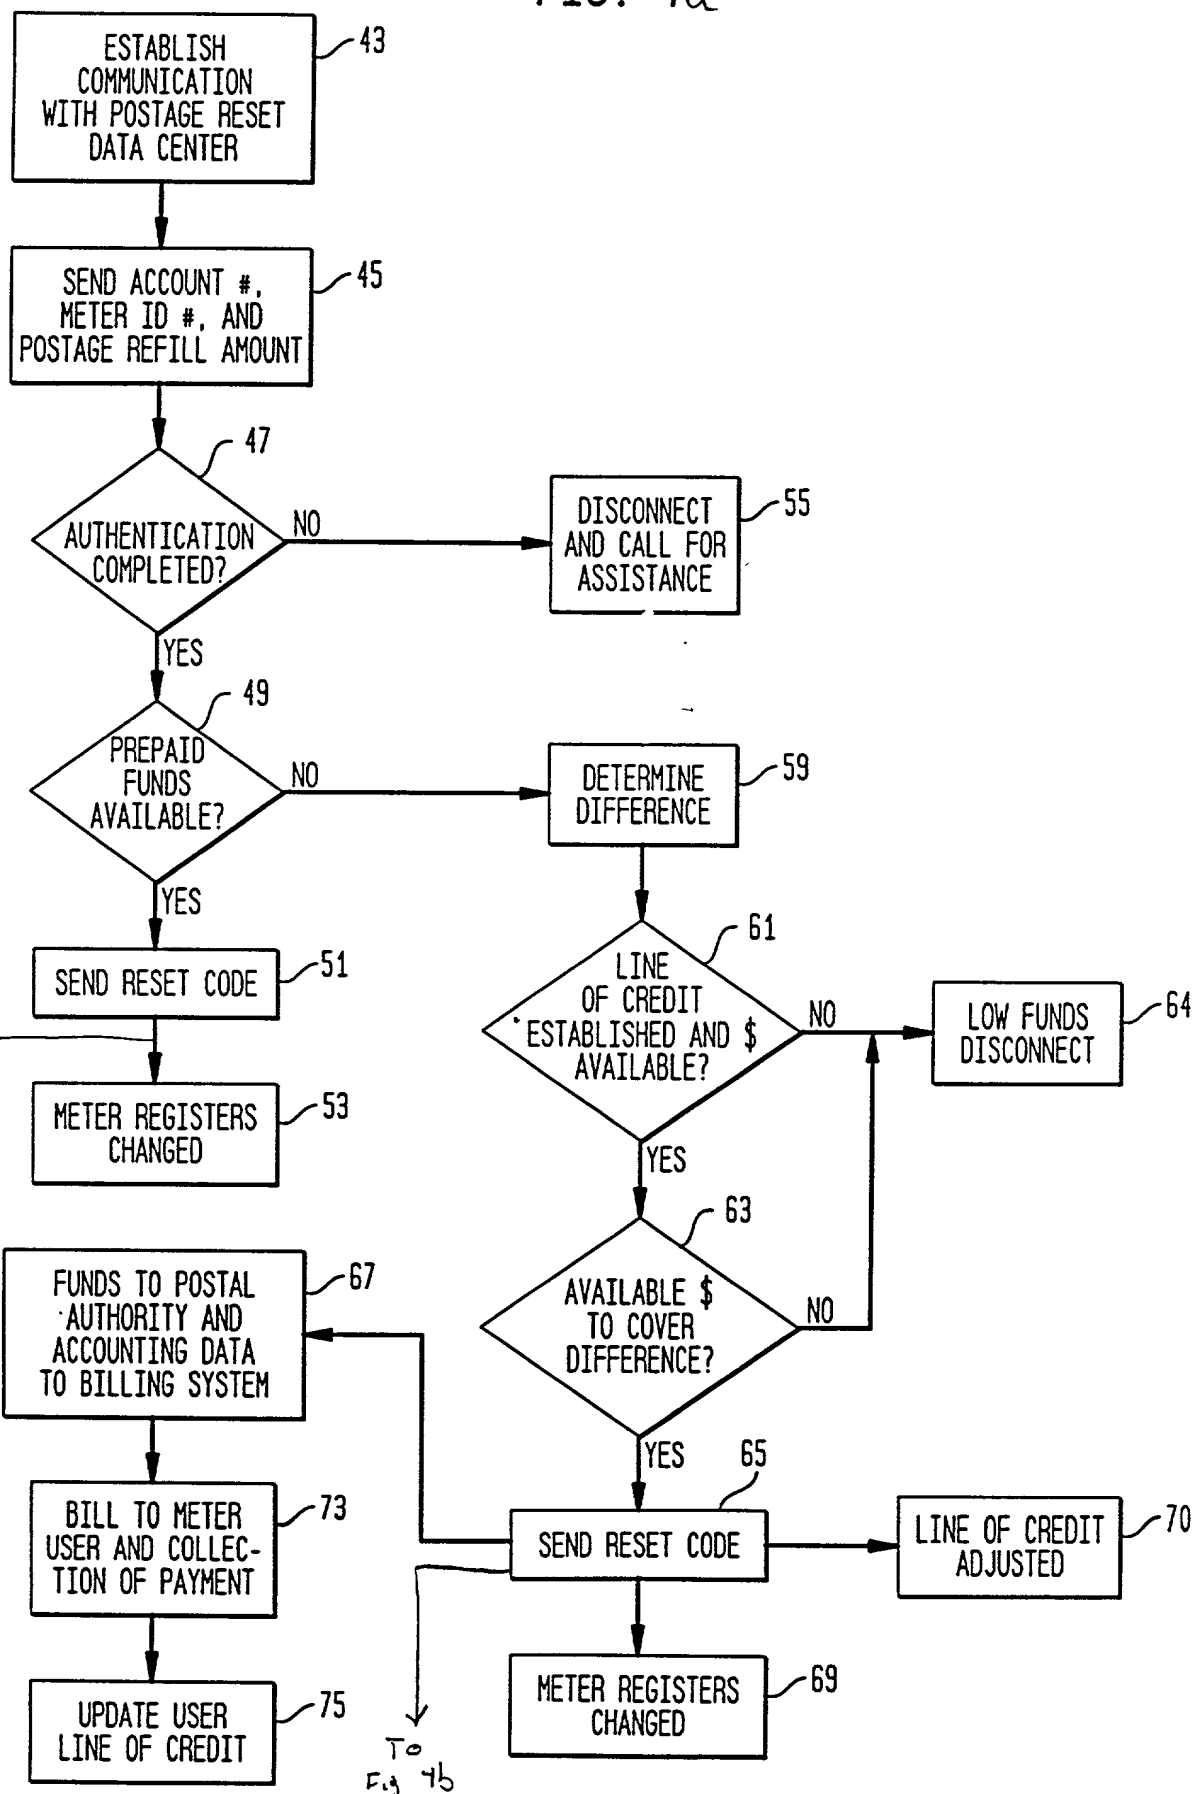 FIG. 4a
ESTABLISH
COMMUNICATION
WITH POSTAGE RESET
DATA CENTER
43
SEND ACCOUNT #,
METER ID #, AND
POSTAGE REFILL AMOUNT
45
AUTHENTICATION
COMPLETED?
47
NO
YES
DISCONNECT
AND CALL FOR
ASSISTANCE
55
PREPAID
FUNDS
AVAILABLE?
49
NO
YES
DETERMINE
DIFFERENCE
59
SEND RESET CODE
51
METER REGISTERS
CHANGED
53
LINE
OF CREDIT
ESTABLISHED AND $
AVAILABLE?
61
NO
YES
LOW FUNDS
DISCONNECT
64
AVAILABLE $
TO COVER
DIFFERENCE?
63
NO
YES
FUNDS TO POSTAL
AUTHORITY AND
ACCOUNTING DATA
TO BILLING SYSTEM
67
BILL TO METER
USER AND COLLEC-
TION OF PAYMENT
73
SEND RESET CODE
65
LINE OF CREDIT
ADJUSTED
70
UPDATE USER
LINE OF CREDIT
75
METER REGISTERS
CHANGED
69
To
Fig 4b